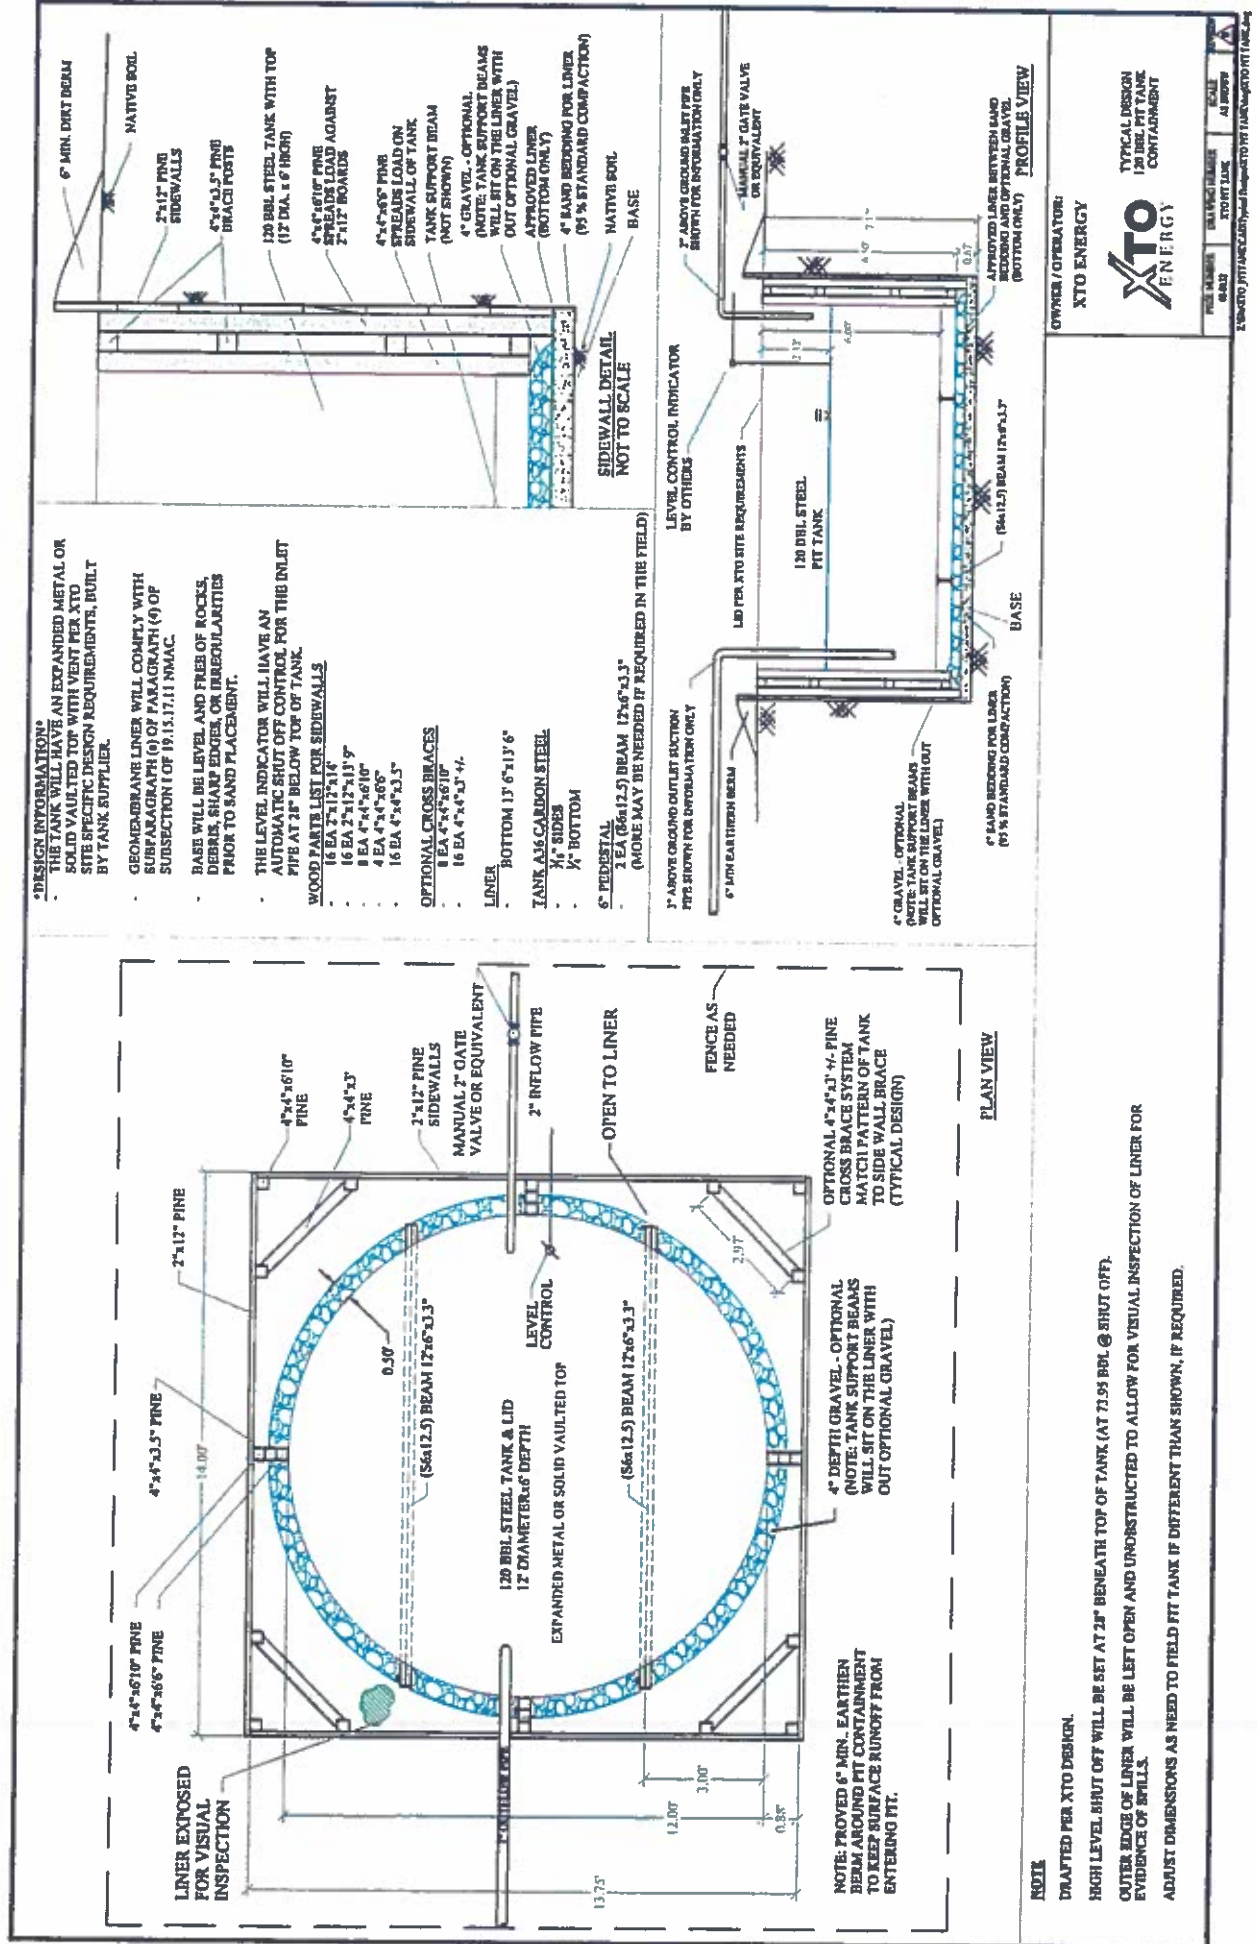 *DESIGN INFORMATION*
- THE TANK WILL HAVE AN EXPANDED METAL OR
SOLID VAULTED TOP WITH VENT PER XTO
SITE SPECIFIC DESIGN REQUIREMENTS, BUILT
BY TANK SUPPLIER.
- GEOMEMBRANE LINER WILL COMPLY WITH
SUBPARAGRAPH (a) OF PARAGRAPH (4) OF
SUBSECTION I OF 19.15.17.11 NMAC.
- BASE WILL BE LEVEL AND FREE OF ROCKS,
DEBRIS, SHARP EDGES, OR IRREGULARITIES
PRIOR TO SAND PLACEMENT.
- THE LEVEL INDICATOR WILL HAVE AN
AUTOMATIC SHUT OFF CONTROL FOR THE INLET
PIPE AT 28" BELOW TOP OF TANK.
WOOD PARTS LIST FOR SIDEWALLS
- 16 EA 2"x12"x14'
- 16 EA 2"x12"x13'9"
- 8 EA 4"x4"x6'10"
- 4 EA 4"x4"x6'6"
- 16 EA 4"x4"x3.5"
OPTIONAL CROSS BRACES
- 8 EA 4"x4"x6'10"
- 16 EA 4"x4"x3' +/-
LINER
- BOTTOM 13' 6"x13'6"
TANK A36 CARBON STEEL
SIDES
- ¼" BOTTOM
6" PEDESTAL
- 2 EA (S6x12.5) BEAM 12'x6"x3.3"
(MORE MAY BE NEEDED IF REQUIRED IN THE FIELD)
6" MIN. DIRT BERM
NATIVE SOIL
2"x12" PINE
SIDEWALLS
4"x4"x3.5" PINE
BRACE POSTS
120 BBL STEEL TANK WITH TOP
(12' DIA. x 6' HIGH)
4"x4"x6'10" PINE
SPREADS LOAD AGAINST
2"x12" BOARDS
4"x4"x6'6" PINE
SPREADS LOAD ON
SIDEWALL OF TANK
TANK SUPPORT BEAM
(NOT SHOWN)
4" GRAVEL - OPTIONAL
(NOTE: TANK SUPPORT BEAMS
WILL SIT ON THE LINER WITH
OUT OPTIONAL GRAVEL)
APPROVED LINER
(BOTTOM ONLY)
4" SAND BEDDING FOR LINER
(95 % STANDARD COMPACTION)
NATIVE SOIL
BASE
SIDEWALL DETAIL
NOT TO SCALE
LINER EXPOSED
FOR VISUAL
INSPECTION
4"x4"x6'10" PINE
4"x4"x6'6" PINE
4"x4"x3.5" PINE
2"x12" PINE
4"x4"x6'10"
PINE
4"x4"x3'
PINE
2"x12" PINE
SIDEWALLS
MANUAL 2" GATE
VALVE OR EQUIVALENT
2" INFLOW PIPE
OPEN TO LINER
FENCE AS
NEEDED
14.00'
0.50'
(S6x12.5) BEAM 12'x6"x3.3"
LEVEL
CONTROL
120 BBL STEEL TANK & LID
12' DIAMETERx6' DEPTH
EXPANDED METAL OR SOLID VAULTED TOP
(S6x12.5) BEAM 12'x6"x3.3"
2.97'
13.75'
12.00'
3.00'
0.88'
OPTIONAL 4"x4"x3' +/- PINE
CROSS BRACE SYSTEM
MATCH PATTERN OF TANK
TO SIDE WALL BRACE
(TYPICAL DESIGN)
4" DEPTH GRAVEL - OPTIONAL
(NOTE: TANK SUPPORT BEAMS
WILL SIT ON THE LINER WITH
OUT OPTIONAL GRAVEL)
NOTE: PROVED 6" MIN.. EARTHEN
BERM AROUND PIT CONTAINMENT
TO KEEP SURFACE RUNOFF FROM
ENTERING PIT.
PLAN VIEW
3" ABOVE GROUND OUTLET SUCTION
PIPE SHOWN FOR INFORMATION ONLY
6" MIN EARTHERN BERM
LEVEL CONTROL INDICATOR
BY OTHERS
LID PER XTO SITE REQUIREMENTS
120 BBL STEEL
PIT TANK
2" ABOVE GROUND INLET PIPE
SHOWN FOR INFORMATION ONLY
MANUAL 2" GATE VALVE
OR EQUIVALENT
6.00'
0.67'
4" GRAVEL - OPTIONAL
(NOTE: TANK SUPPORT BEAMS
WILL SIT ON THE LINER WITH OUT
OPTIONAL GRAVEL)
4" SAND BEDDING FOR LINER
(95 % STANDARD COMPACTION)
BASE
(S6x12.5) BEAM 12'x6"x3.3"
APPROVED LINER BETWEEN SAND
BEDDING AND OPTIONAL GRAVEL
(BOTTOM ONLY)
PROFILE VIEW
NOTE
DRAFTED PER XTO DESIGN.
HIGH LEVEL SHUT OFF WILL BE SET AT 28" BENEATH TOP OF TANK (AT 73.95 BBL @ SHUT OFF).
OUTER EDGE OF LINER WILL BE LEFT OPEN AND UNOBSTRUCTED TO ALLOW FOR VISUAL INSPECTION OF LINER FOR
EVIDENCE OF SPILLS.
ADJUST DIMENSIONS AS NEED TO FIELD FIT TANK IF DIFFERENT THAN SHOWN, IF REQUIRED.
OWNER / OPERATOR:
XTO ENERGY
XTO
ENERGY
TYPICAL DESIGN
120 BBL PIT TANK
CONTAINMENT
DRAWING NUMBER
XTO PIT TANK
SCALE
AS SHOWN